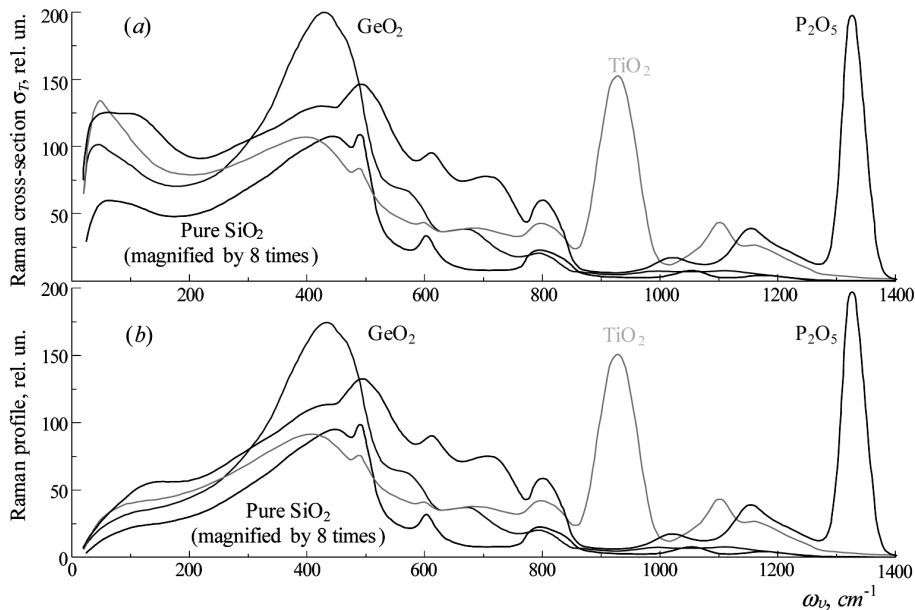 200
150
100
50
Raman cross-section σT, rel. un.
(a)
GeO2
TiO2
P2O5
Pure SiO2
(magnified by 8 times)
200 400 600 800 1000 1200 1400
200
150
100
50
0
Raman profile, rel. un.
(b)
GeO2
TiO2
P2O5
Pure SiO2
(magnified by 8 times)
0 200 400 600 800 1000 1200 1400
ωυ, cm-1